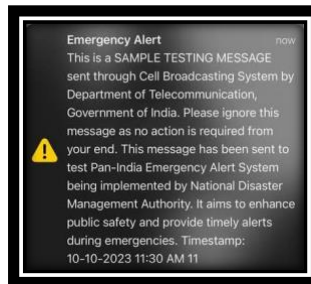 Emergency Alert now
This is a SAMPLE TESTING MESSAGE
sent through Cell Broadcasting System by
Department of Telecommunication,
Government of India. Please ignore this
message as no action is required from
your end. This message has been sent to
test Pan-India Emergency Alert System
being implemented by National Disaster
Management Authority. It aims to enhance
public safety and provide timely alerts
during emergencies. Timestamp:
10-10-2023 11:30 AM 11